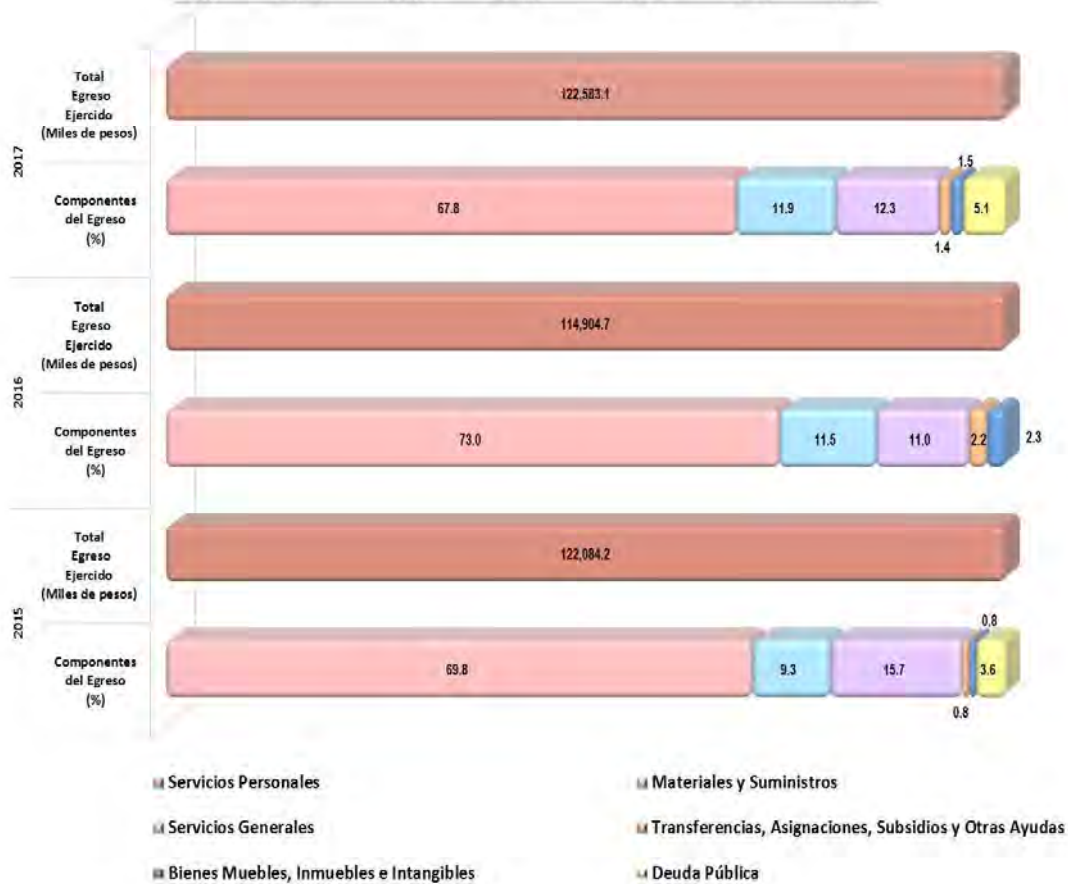 2017
Total
Egreso
Ejercido
(Miles de pesos)
122,583.1
Componentes
del Egreso
(%)
67.8
11.9
12.3
1.4
1.5
5.1
2016
Total
Egreso
Ejercido
(Miles de pesos)
114,904.7
Componentes
del Egreso
(%)
73.0
11.5
11.0
2.2
2.3
2015
Total
Egreso
Ejercido
(Miles de pesos)
122,084.2
Componentes
del Egreso
(%)
69.8
9.3
15.7
0.8
0.8
3.6
Servicios Personales
Materiales y Suministros
Servicios Generales
Transferencias, Asignaciones, Subsidios y Otras Ayudas
Bienes Muebles, Inmuebles e Intangibles
Deuda Pública